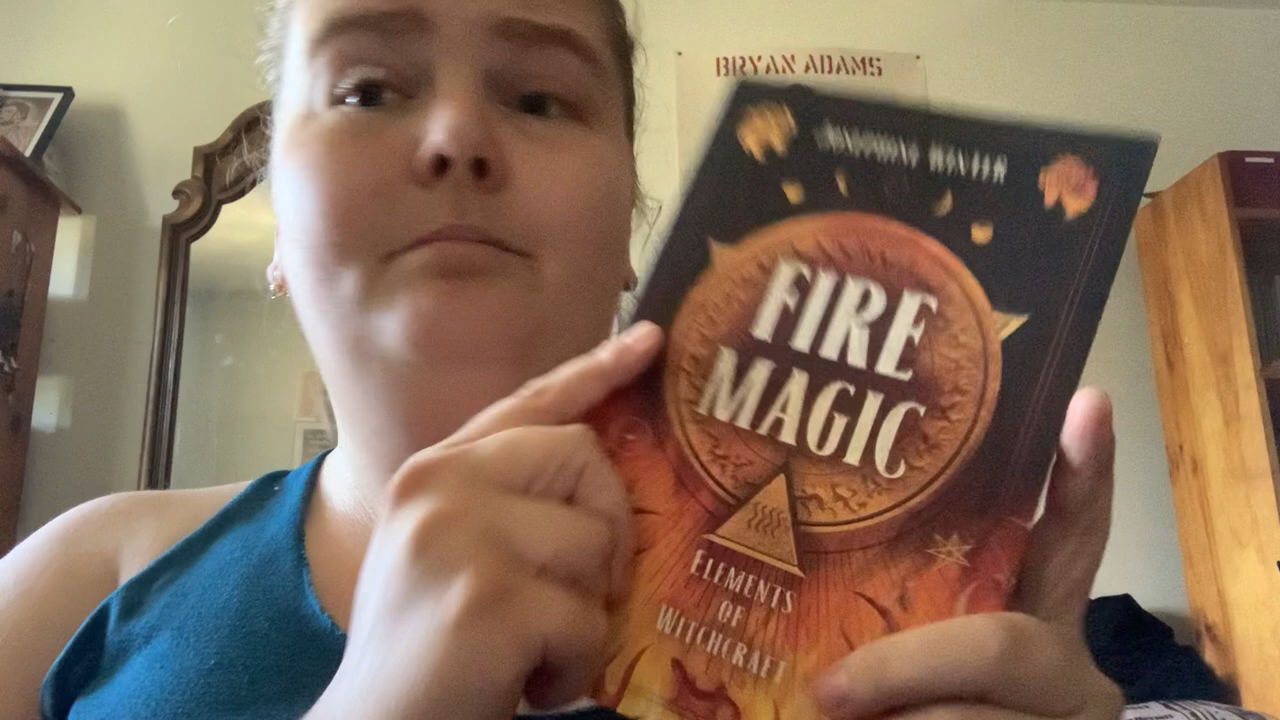 BRYAN ADAMS
FIRE
MAGIC
ELEMENTS
OF
WITCHCRAFT